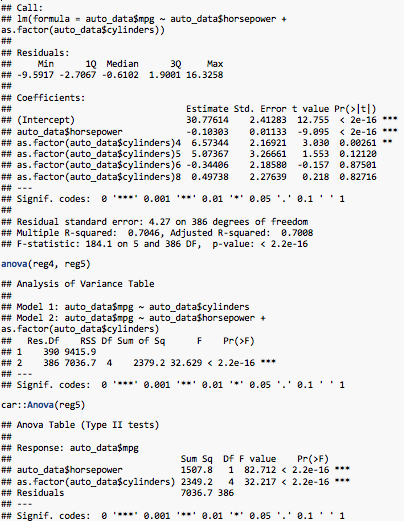 ## Call:
## lm(formula = auto_data$mpg ~ auto_data$horsepower +
as.factor(auto_data$cylinders))
##
## Residuals:
##     Min      1Q  Median      3Q     Max
## -9.5917 -2.7067 -0.6102  1.9001 16.3258
##
## Coefficients:
##                                Estimate Std. Error t value Pr(>|t|)
## (Intercept)                    30.77614    2.41283  12.755  < 2e-16 ***
## auto_data$horsepower           -0.10303    0.01133  -9.095  < 2e-16 ***
## as.factor(auto_data$cylinders)4  6.57344    2.16921   3.030  0.00261 **
## as.factor(auto_data$cylinders)5  5.07367    3.26661   1.553  0.12120
## as.factor(auto_data$cylinders)6 -0.34406    2.18580  -0.157  0.87501
## as.factor(auto_data$cylinders)8  0.49738    2.27639   0.218  0.82716
## ---
## Signif. codes:  0 '***' 0.001 '**' 0.01 '*' 0.05 '.' 0.1 ' ' 1
##
## Residual standard error: 4.27 on 386 degrees of freedom
## Multiple R-squared:  0.7046, Adjusted R-squared:  0.7008
## F-statistic: 184.1 on 5 and 386 DF,  p-value: < 2.2e-16
anova(reg4, reg5)
## Analysis of Variance Table
##
## Model 1: auto_data$mpg ~ auto_data$cylinders
## Model 2: auto_data$mpg ~ auto_data$horsepower +
as.factor(auto_data$cylinders)
##   Res.Df    RSS Df Sum of Sq      F    Pr(>F)
## 1    390 9415.9
## 2    386 7036.7  4    2379.2 32.629 < 2.2e-16 ***
## ---
## Signif. codes:  0 '***' 0.001 '**' 0.01 '*' 0.05 '.' 0.1 ' ' 1
car::Anova(reg5)
## Anova Table (Type II tests)
##
## Response: auto_data$mpg
##                                Sum Sq  Df F value    Pr(>F)
## auto_data$horsepower           1507.8   1  82.712 < 2.2e-16 ***
## as.factor(auto_data$cylinders) 2349.2   4  32.217 < 2.2e-16 ***
## Residuals                      7036.7 386
## ---
## Signif. codes:  0 '***' 0.001 '**' 0.01 '*' 0.05 '.' 0.1 ' ' 1